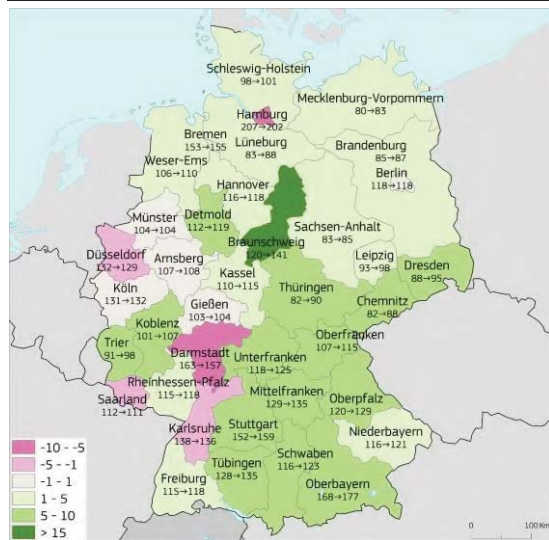 Schleswig-Holstein
98→101
Mecklenburg-Vorpommern
80→83
Hamburg
207→202
Bremen
153→155
Lüneburg
83→88
Brandenburg
85→87
Weser-Ems
106→110
Berlin
118→118
Hannover
116→118
Münster
104→104
Detmold
112→119
Sachsen-Anhalt
83→85
Braunschweig
120→141
Düsseldorf
132→129
Arnsberg
107→108
Leipzig
93→98
Dresden
88→95
Kassel
110→115
Köln
131→132
Thüringen
82→90
Chemnitz
82→88
Gießen
103→104
Koblenz
101→107
Oberfranken
107→115
Trier
91→98
Darmstadt
163→157
Unterfranken
118→125
Rheinhessen-Pfalz
115→118
Mittelfranken
129→135
Oberpfalz
120→129
Saarland
112→111
Karlsruhe
138→136
Stuttgart
152→159
Niederbayern
116→121
Schwaben
116→123
Tübingen
128→135
Freiburg
115→118
Oberbayern
168→177
-10 - -5
-5 - -1
-1 - 1
1 - 5
5 - 10
> 15
0 100 Km